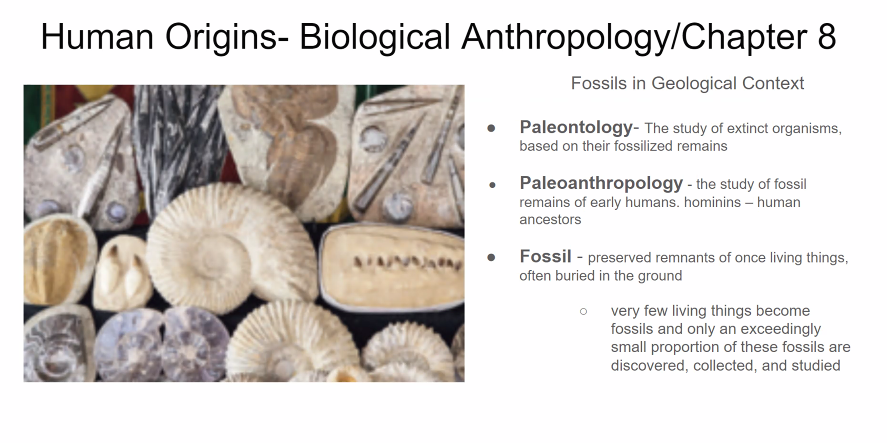 Human Origins- Biological Anthropology/Chapter 8
Fossils in Geological Context
● Paleontology- The study of extinct organisms,
based on their fossilized remains
● Paleoanthropology - the study of fossil
remains of early humans. hominins – human
ancestors
● Fossil - preserved remnants of once living things,
often buried in the ground
○ very few living things become
fossils and only an exceedingly
small proportion of these fossils are
discovered, collected, and studied